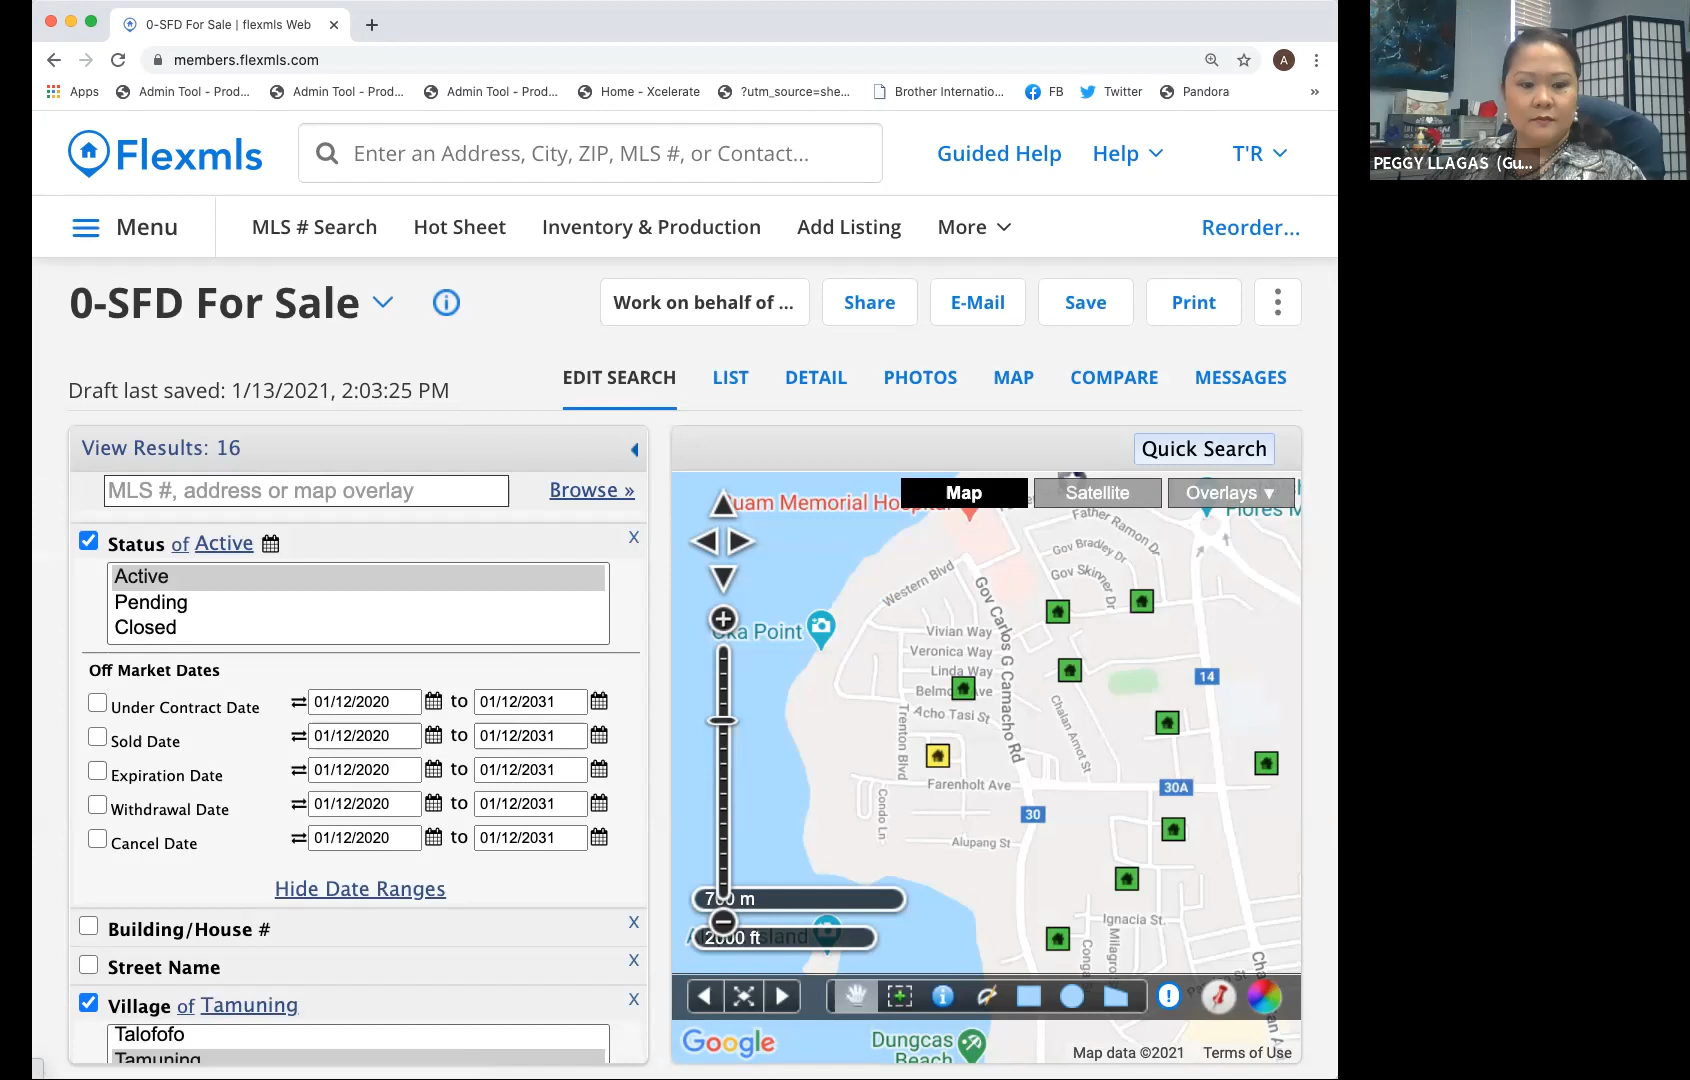 0-SFD For Sale | flexmls Web
members.flexmls.com
A
Apps
Admin Tool - Prod...
Admin Tool - Prod...
Admin Tool - Prod...
Home - Xcelerate
?utm_source=she...
Brother Internatio...
FB
Twitter
Pandora
»
PEGGY LLAGAS (Gu...
Flexmls
Enter an Address, City, ZIP, MLS #, or Contact...
Guided Help
Help
T'R
Menu
MLS # Search
Hot Sheet
Inventory & Production
Add Listing
More
Reorder...
0-SFD For Sale
Work on behalf of ...
Share
E-Mail
Save
Print
Draft last saved: 1/13/2021, 2:03:25 PM
EDIT SEARCH
LIST
DETAIL
PHOTOS
MAP
COMPARE
MESSAGES
View Results: 16
MLS #, address or map overlay
Browse »
Status of Active
X
Active
Pending
Closed
Off Market Dates
Under Contract Date 01/12/2020 to 01/12/2031
Sold Date 01/12/2020 to 01/12/2031
Expiration Date 01/12/2020 to 01/12/2031
Withdrawal Date 01/12/2020 to 01/12/2031
Cancel Date 01/12/2020 to 01/12/2031
Hide Date Ranges
Building/House # X
Street Name X
Village of Tamuning X
Talofofo
Tamuning
Quick Search
Map
Satellite
Overlays ▼
Father Ramon Dr
Gov Bradley Dr
Gov Skinner Dr
Western Blvd
Gov Carlos G Camacho Rd
Vivian Way
Veronica Way
Linda Way
Acho Tasi St
Trenton Blvd
Chalan Amot St
14
Farenholt Ave
30A
30
Condo Ln
Alupang St
Ignacia St.
700 m
2000 ft
Google
Dungcas
Beach
Map data ©2021
Terms of Use